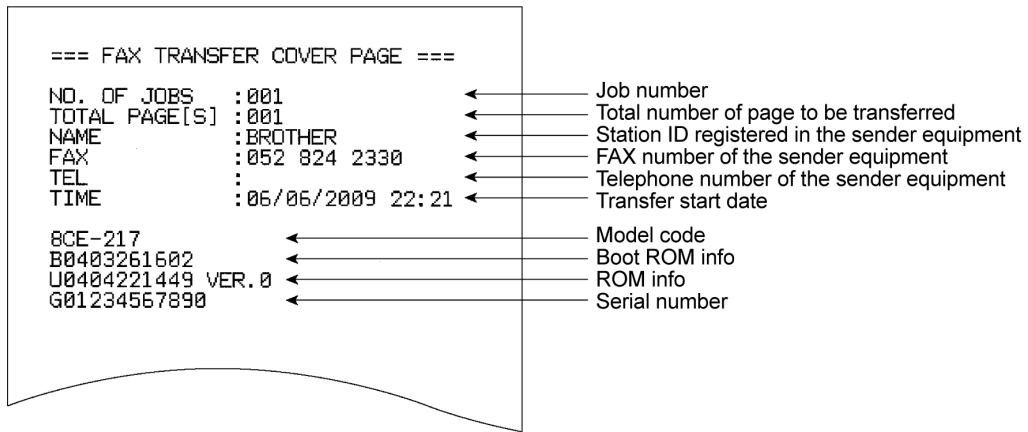 === FAX TRANSFER COVER PAGE ===
NO. OF JOBS :001 Job number
TOTAL PAGE[S] :001 Total number of page to be transferred
NAME :BROTHER Station ID registered in the sender equipment
FAX :052 824 2330 FAX number of the sender equipment
TEL : Telephone number of the sender equipment
TIME :06/06/2009 22:21 Transfer start date
8CE-217 Model code
B0403261602 Boot ROM info
U0404221449 VER.0 ROM info
G01234567890 Serial number